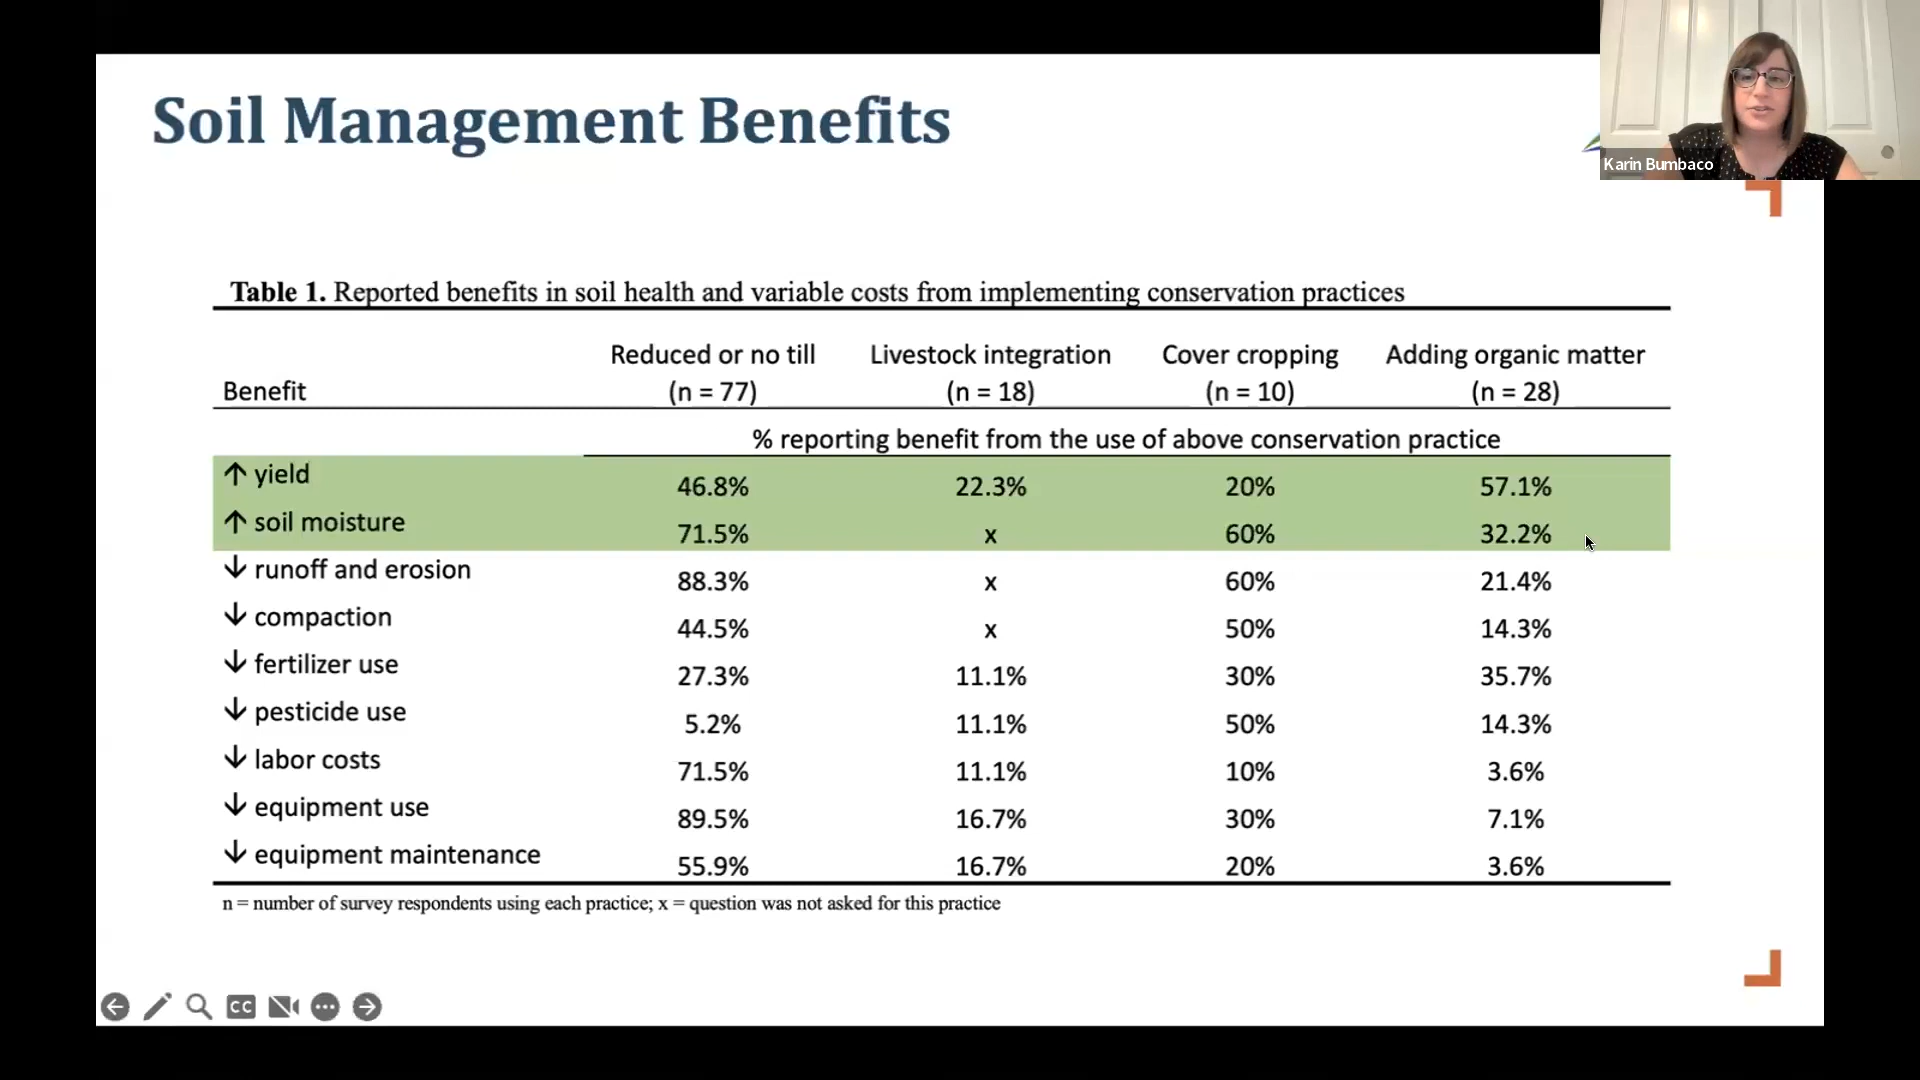 Soil Management Benefits
Karin Bumbaco
Table 1. Reported benefits in soil health and variable costs from implementing conservation practices
Benefit Reduced or no till (n = 77) Livestock integration (n = 18) Cover cropping (n = 10) Adding organic matter (n = 28)
% reporting benefit from the use of above conservation practice
↑ yield 46.8% 22.3% 20% 57.1%
↑ soil moisture 71.5% x 60% 32.2%
↓ runoff and erosion 88.3% x 60% 21.4%
↓ compaction 44.5% x 50% 14.3%
↓ fertilizer use 27.3% 11.1% 30% 35.7%
↓ pesticide use 5.2% 11.1% 50% 14.3%
↓ labor costs 71.5% 11.1% 10% 3.6%
↓ equipment use 89.5% 16.7% 30% 7.1%
↓ equipment maintenance 55.9% 16.7% 20% 3.6%
n = number of survey respondents using each practice; x = question was not asked for this practice
CC